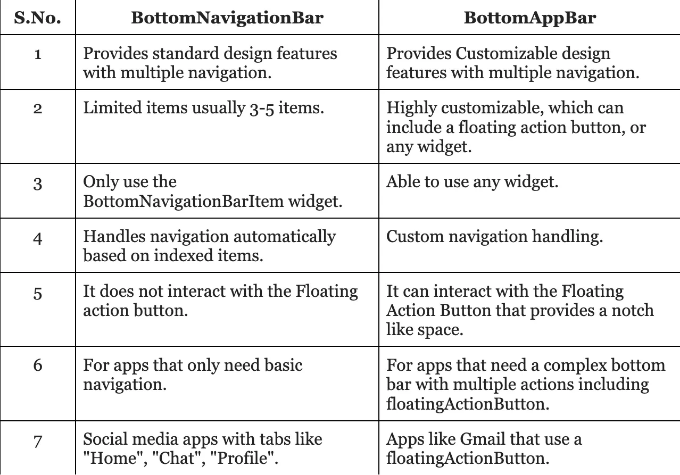 S.No. BottomNavigationBar BottomAppBar
1 Provides standard design features Provides Customizable design
with multiple navigation. features with multiple navigation.
2 Limited items usually 3-5 items. Highly customizable, which can
include a floating action button, or
any widget.
3 Only use the Able to use any widget.
BottomNavigationBarItem widget.
4 Handles navigation automatically Custom navigation handling.
based on indexed items.
5 It does not interact with the Floating It can interact with the Floating
action button. Action Button that provides a notch
like space.
6 For apps that only need basic For apps that need a complex bottom
navigation. bar with multiple actions including
floatingActionButton.
7 Social media apps with tabs like Apps like Gmail that use a
"Home", "Chat", "Profile". floatingActionButton.